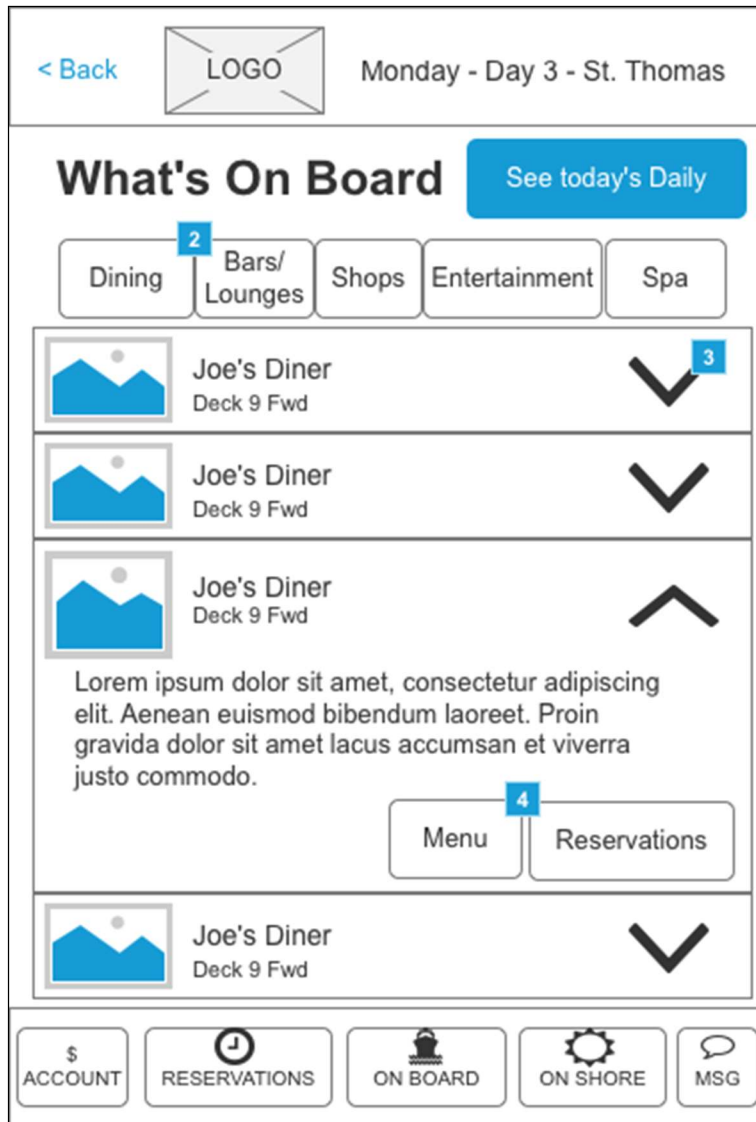 < Back
LOGO
Monday - Day 3 - St. Thomas
What's On Board
See today's Daily
2
Dining
Bars/
Lounges
Shops
Entertainment
Spa
Joe's Diner
Deck 9 Fwd
3
Joe's Diner
Deck 9 Fwd
Joe's Diner
Deck 9 Fwd
Lorem ipsum dolor sit amet, consectetur adipiscing
elit. Aenean euismod bibendum laoreet. Proin
gravida dolor sit amet lacus accumsan et viverra
justo commodo.
4
Menu
Reservations
Joe's Diner
Deck 9 Fwd
$
ACCOUNT
RESERVATIONS
ON BOARD
ON SHORE
MSG